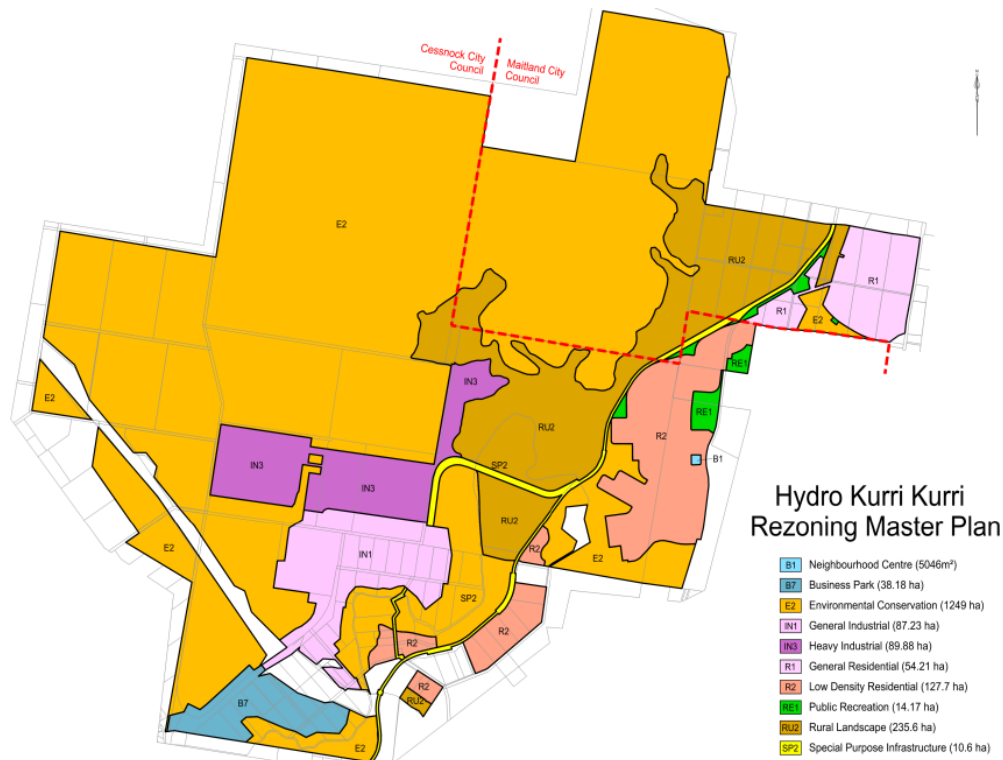 Cessnock City
Council
Maitland City
Council
E2
RU2
R1
R1
E2
RE1
IN3
E2
RE1
RU2
R2
B1
SP2
IN3
IN3
RU2
R2
E2
E2
IN1
SP2
R2
R2
R2
RU2
B7
E2
Hydro Kurri Kurri
Rezoning Master Plan
B1 Neighbourhood Centre (5046m²)
B7 Business Park (38.18 ha)
E2 Environmental Conservation (1249 ha)
IN1 General Industrial (87.23 ha)
IN3 Heavy Industrial (89.88 ha)
R1 General Residential (54.21 ha)
R2 Low Density Residential (127.7 ha)
RE1 Public Recreation (14.17 ha)
RU2 Rural Landscape (235.6 ha)
SP2 Special Purpose Infrastructure (10.6 ha)